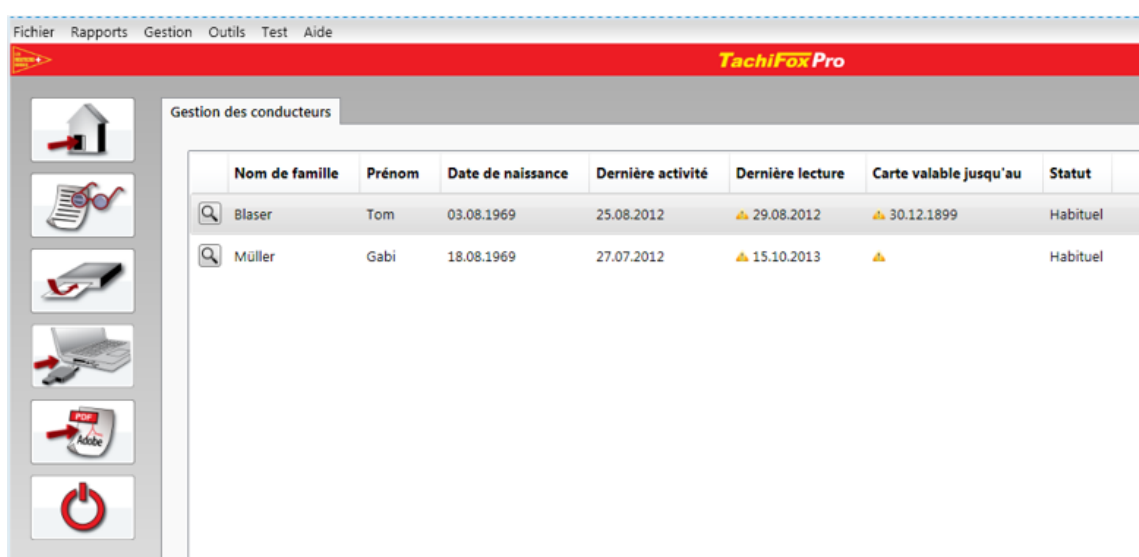 Fichier Rapports Gestion Outils Test Aide
TachiFox Pro
Gestion des conducteurs
Nom de famille Prénom Date de naissance Dernière activité Dernière lecture Carte valable jusqu'au Statut
Blaser Tom 03.08.1969 25.08.2012 29.08.2012 30.12.1899 Habituel
Müller Gabi 18.08.1969 27.07.2012 15.10.2013 Habituel
PDF
Adobe